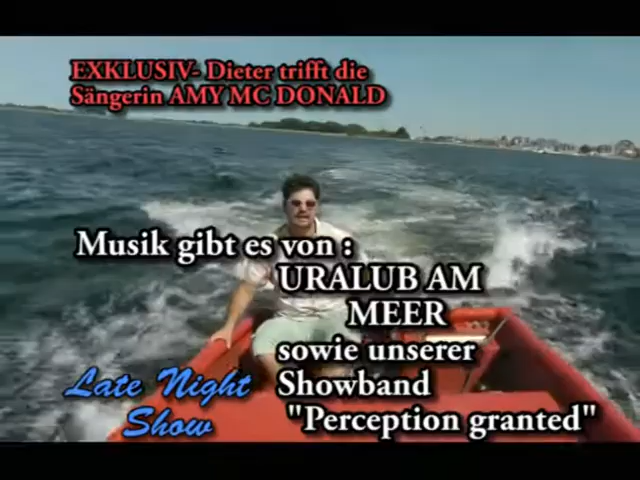 EXKLUSIV- Dieter trifft die
Sängerin AMY MC DONALD
Musik gibt es von :
URALUB AM
MEER
sowie unserer
Showband
"Perception granted"
Late Night
Show